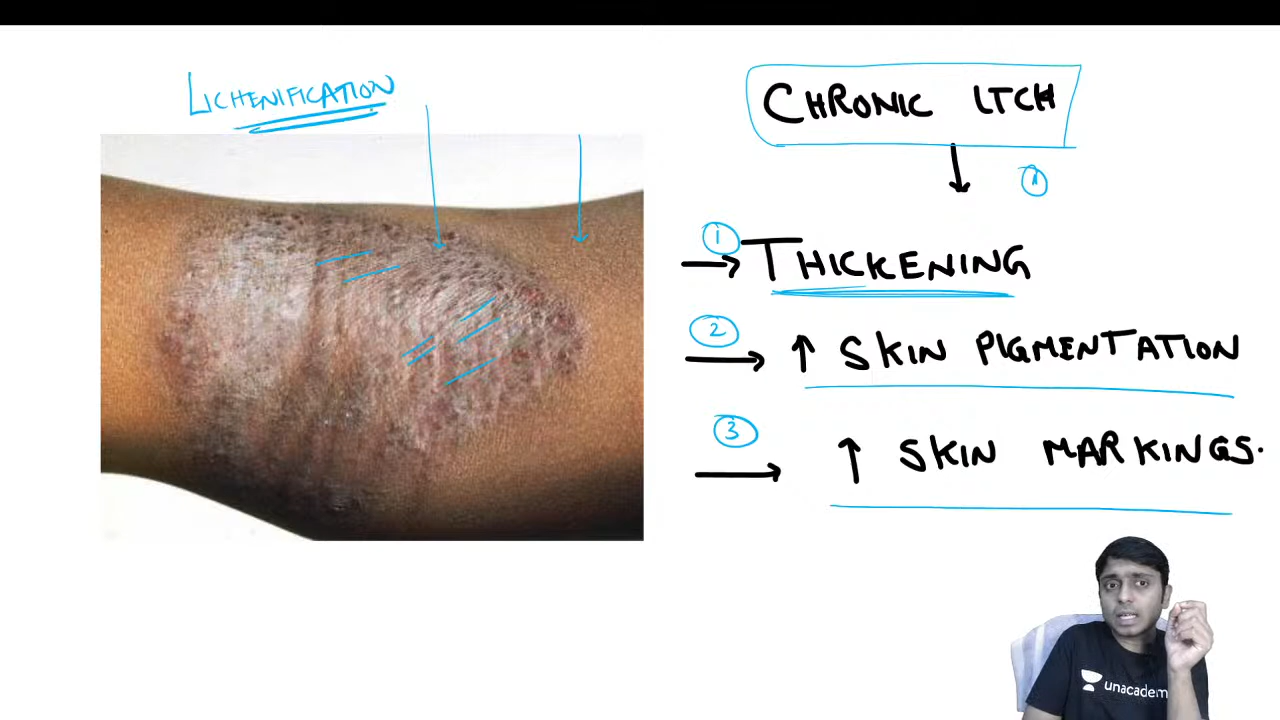 LICHENIFICATION
CHRONIC ITCH
1
1
THICKENING
2
↑ SKIN PIGMENTATION
3
↑ SKIN MARKINGS.
unacadem